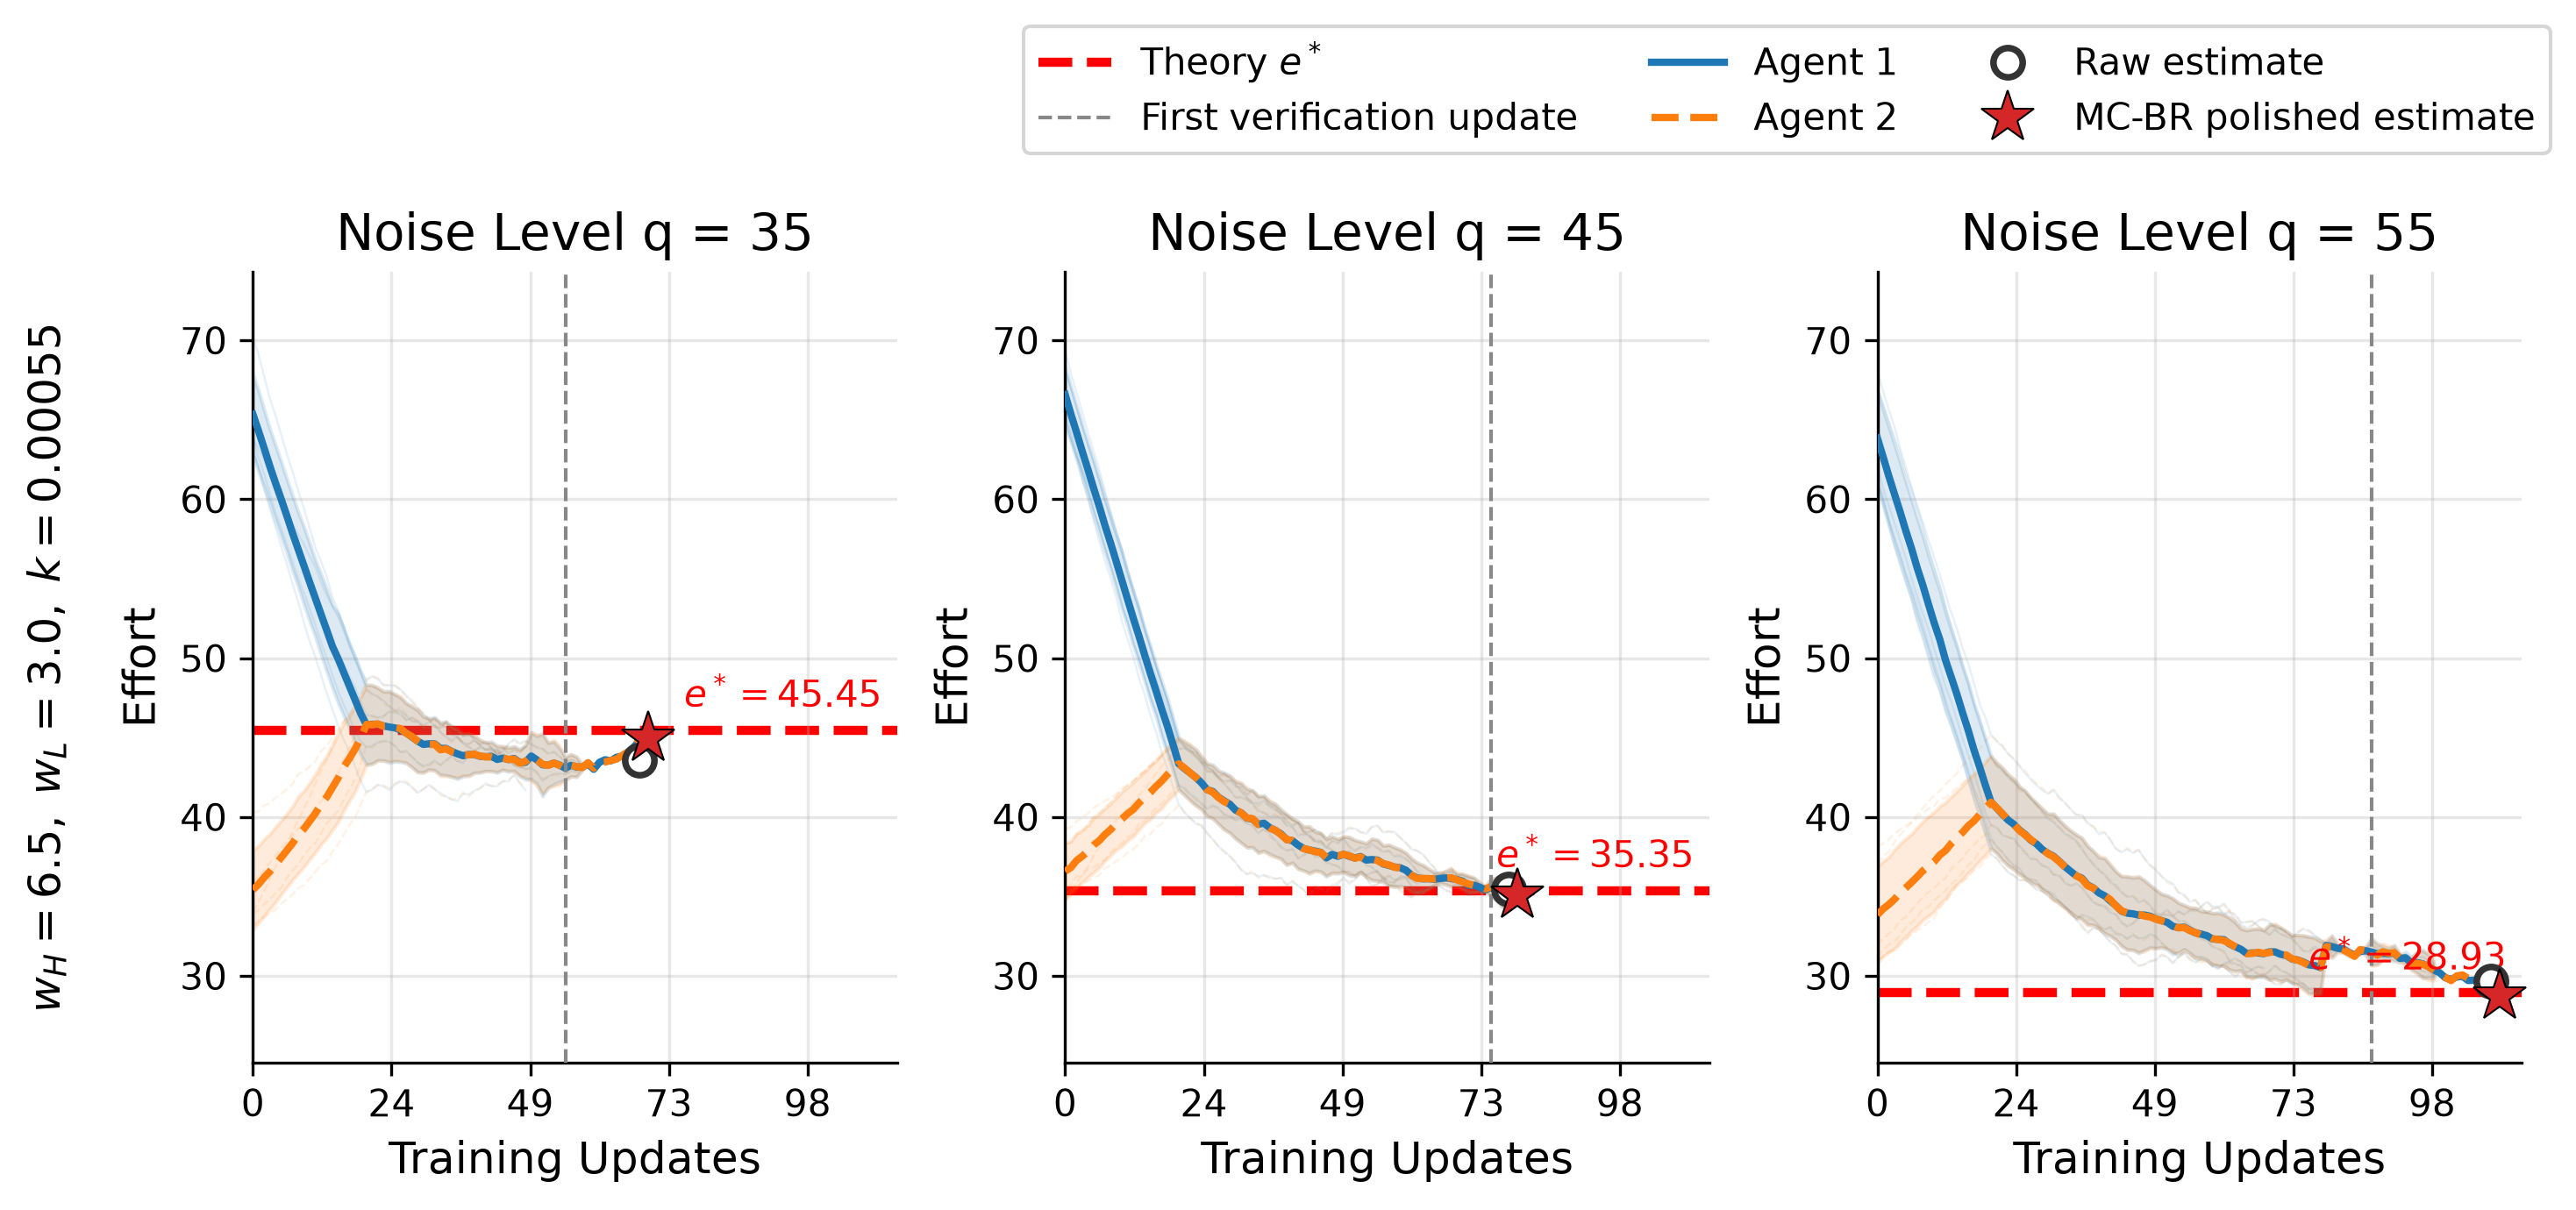 Theory e*
First verification update
Agent 1
Agent 2
Raw estimate
MC-BR polished estimate
w_H = 6.5, w_L = 3.0, k = 0.00055
Noise Level q = 35
70
60
50
40
30
Effort
e* = 45.45
0 24 49 73 98
Training Updates
Noise Level q = 45
70
60
50
40
30
Effort
e* = 35.35
0 24 49 73 98
Training Updates
Noise Level q = 55
70
60
50
40
30
Effort
e* = 28.93
0 24 49 73 98
Training Updates